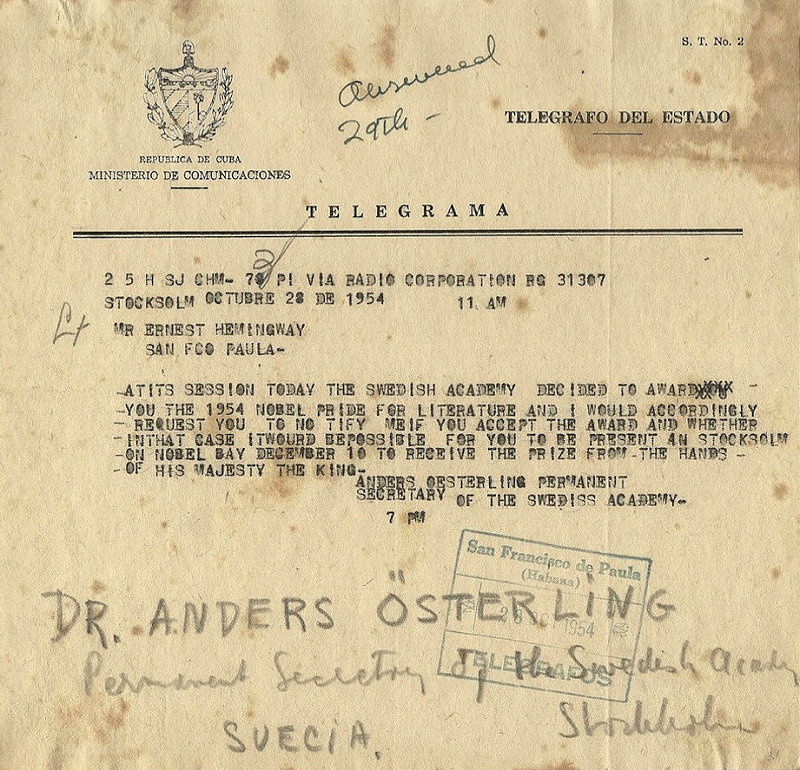 S. T. No. 2
answered
29th -
TELEGRAFO DEL ESTADO
REPUBLICA DE CUBA
MINISTERIO DE COMUNICACIONES
TELEGRAMA
2 5 H SJ CHM- 73 PI VIA RADIO CORPORATION RG 31307
STOCKSOLM OCTUBRE 28 DE 1954 11 AM
MR ERNEST HEMINGWAY
SAN FCO PAULA-
-ATITS SESSION TODAY THE SWEDISH ACADEMY DECIDED TO AWARD
-YOU THE 1954 NOBEL PRIDE FOR LITERATURE AND I WOULD ACCORDINGLY
- REQUEST YOU TO NO TIFY MEIF YOU ACCEPT THE AWARD AND WHETHER
-INTHAT CASE ITWOURD BEPOSSIBLE FOR YOU TO BE PRESENT IN STOCKSOLM
-ON NOBEL BAY DECEMBER 10 TO RECEIVE THE PRIZE FROM -THE HANDS -
-OF HIS MAJESTY THE KING-
ANDERS OESTERLING PERMANENT
SECRETARY OF THE SWEDISS ACADEMY-
7 PM
San Francisco de Paula
(Habana)
1954
TELEGRAFOS
DR. ANDERS ÖSTERLING
Permanent Secretary of the Swedish Academy
Stockholm
SUECIA.